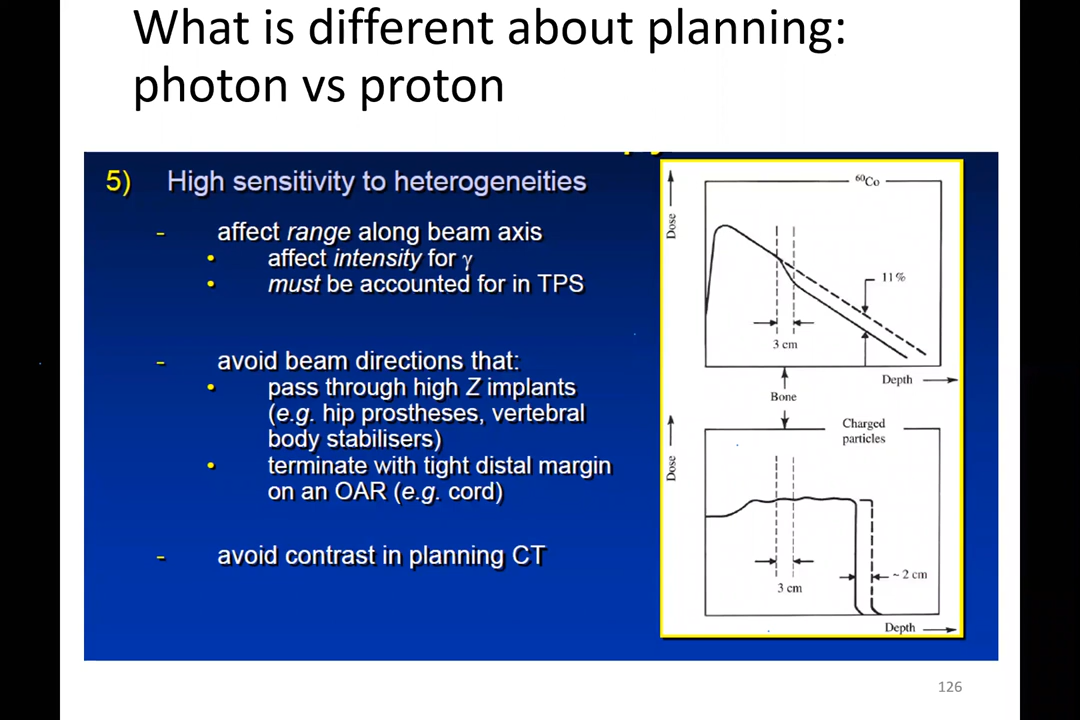 What is different about planning:
photon vs proton
5) High sensitivity to heterogeneities
- affect range along beam axis
• affect intensity for γ
• must be accounted for in TPS
- avoid beam directions that:
• pass through high Z implants
(e.g. hip prostheses, vertebral
body stabilisers)
• terminate with tight distal margin
on an OAR (e.g. cord)
- avoid contrast in planning CT
60Co
Dose
11%
3 cm
Depth
Bone
Charged
particles
Dose
~ 2 cm
3 cm
Depth
126